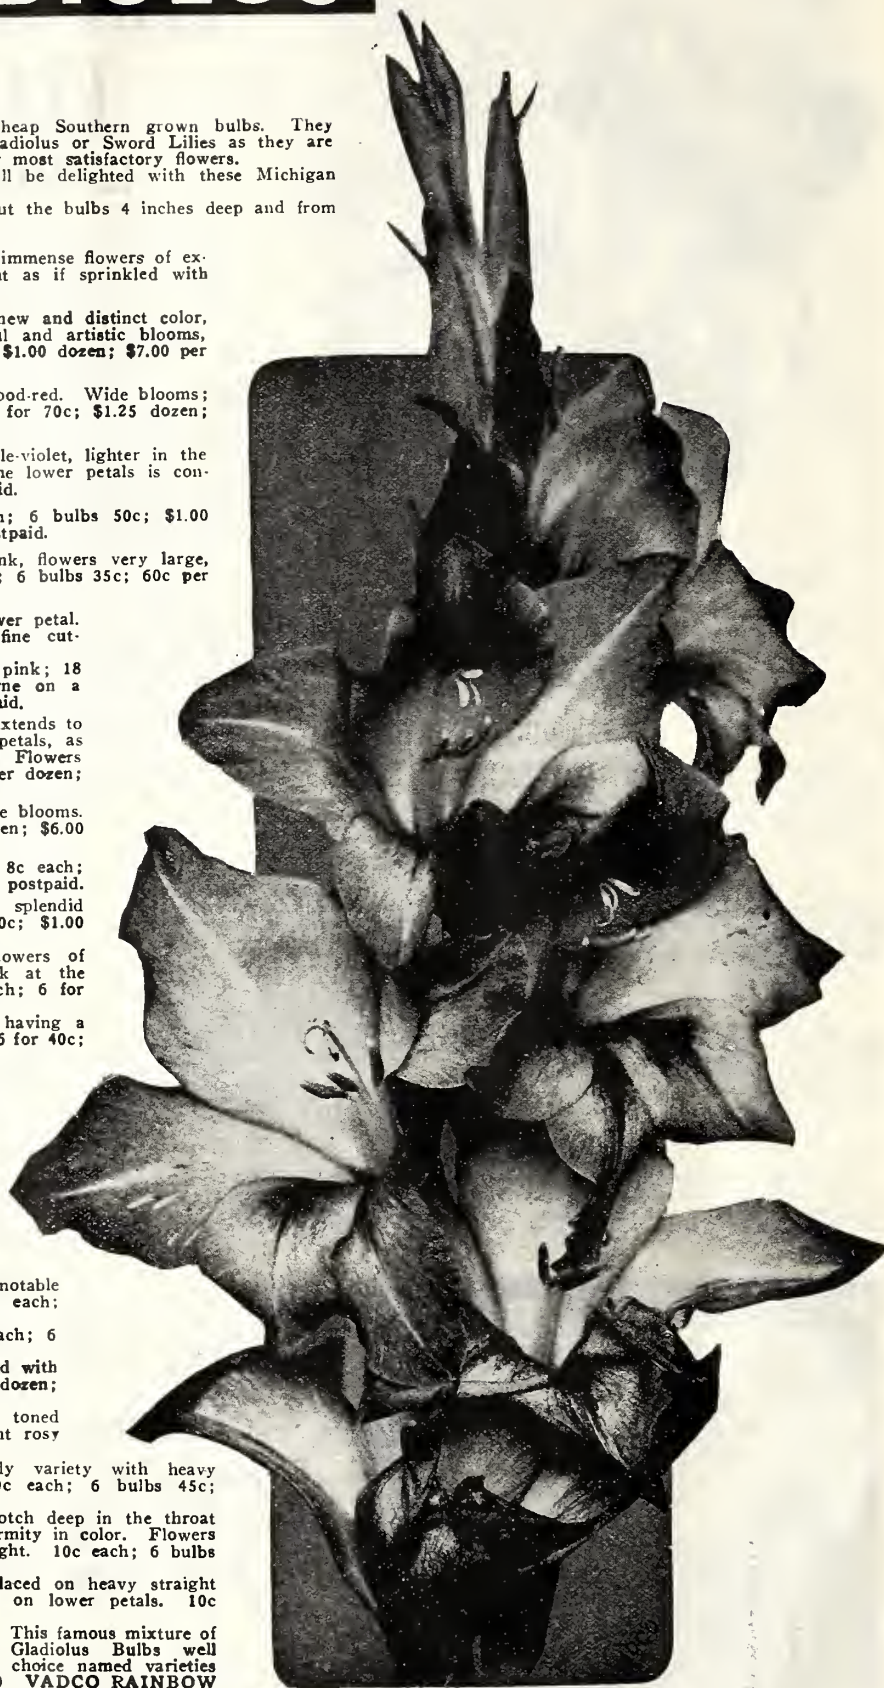 heap Southern grown bulbs. They
adiolus or Sword Lilies as they are
most satisfactory flowers.
ll be delighted with these Michigan
ut the bulbs 4 inches deep and from
immense flowers of ex-
t as if sprinkled with
new and distinct color,
l and artistic blooms,
$1.00 dozen; $7.00 per
ood-red. Wide blooms;
for 70c; $1.25 dozen;
le-violet, lighter in the
ne lower petals is con-
id.
; 6 bulbs 50c; $1.00
tpaid.
nk, flowers very large,
; 6 bulbs 35c; 60c per
ver petal.
fine cut-
pink; 18
ne on a
id.
xtends to
petals, as
Flowers
er dozen;
e blooms.
en; $6.00
8c each;
postpaid.
splendid
0c; $1.00
owers of
k at the
ch; 6 for
having a
6 for 40c;
notable
each;
ach; 6
d with
dozen;
toned
nt rosy
ly variety with heavy
c each; 6 bulbs 45c;
otch deep in the throat
rmity in color. Flowers
ght. 10c each; 6 bulbs
laced on heavy straight
on lower petals. 10c
This famous mixture of
Gladiolus Bulbs well
choice named varieties
VADCO RAINBOW